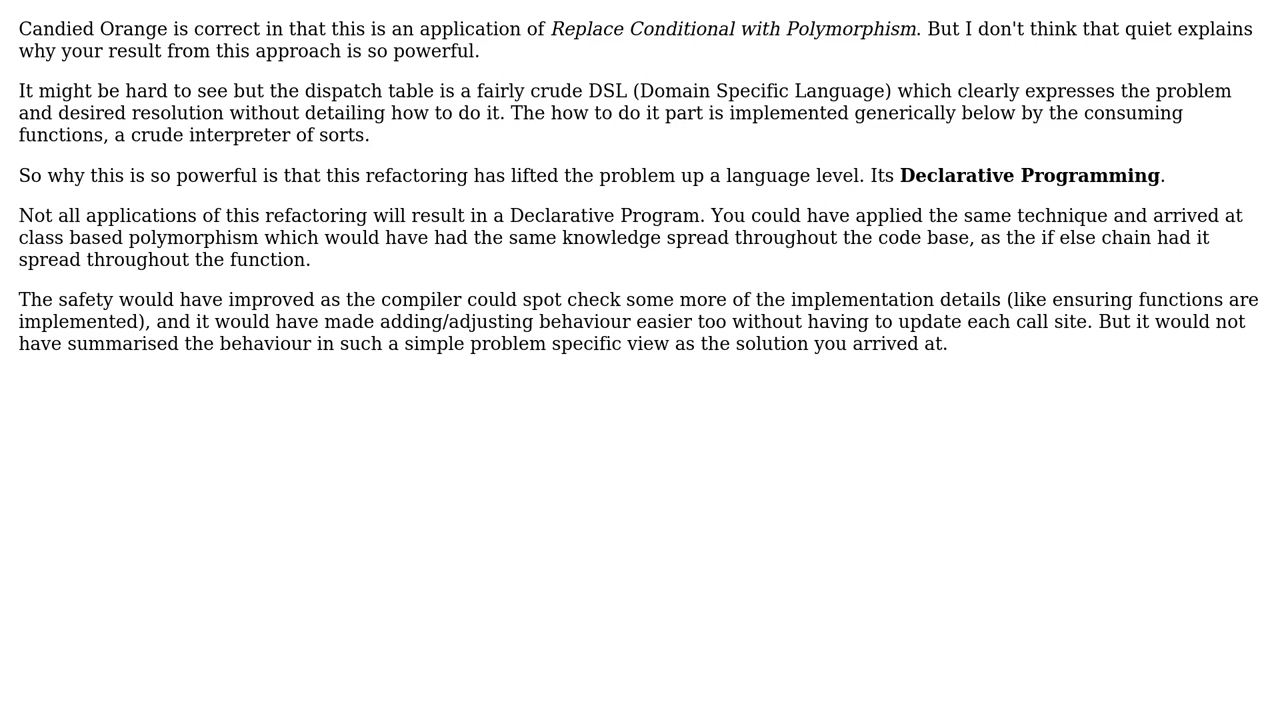 Candied Orange is correct in that this is an application of Replace Conditional with Polymorphism. But I don't think that quiet explains
why your result from this approach is so powerful.
It might be hard to see but the dispatch table is a fairly crude DSL (Domain Specific Language) which clearly expresses the problem
and desired resolution without detailing how to do it. The how to do it part is implemented generically below by the consuming
functions, a crude interpreter of sorts.
So why this is so powerful is that this refactoring has lifted the problem up a language level. Its Declarative Programming.
Not all applications of this refactoring will result in a Declarative Program. You could have applied the same technique and arrived at
class based polymorphism which would have had the same knowledge spread throughout the code base, as the if else chain had it
spread throughout the function.
The safety would have improved as the compiler could spot check some more of the implementation details (like ensuring functions are
implemented), and it would have made adding/adjusting behaviour easier too without having to update each call site. But it would not
have summarised the behaviour in such a simple problem specific view as the solution you arrived at.